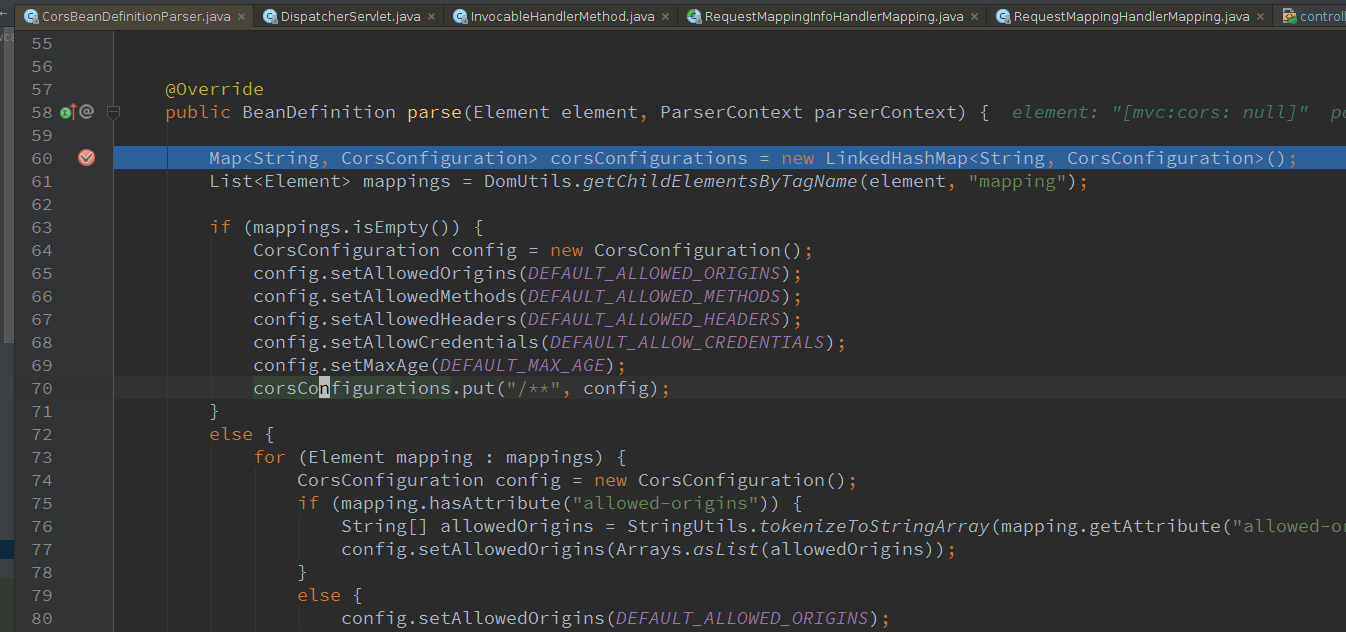 CorsBeanDefinitionParser.java × DispatcherServlet.java × InvocableHandlerMethod.java × RequestMappingInfoHandlerMapping.java × RequestMappingHandlerMapping.java × controll
55
56
57 @Override
58 public BeanDefinition parse(Element element, ParserContext parserContext) { element: "[mvc:cors: null]" pa
59
60 Map<String, CorsConfiguration> corsConfigurations = new LinkedHashMap<String, CorsConfiguration>();
61 List<Element> mappings = DomUtils.getChildElementsByTagName(element, "mapping");
62
63 if (mappings.isEmpty()) {
64 CorsConfiguration config = new CorsConfiguration();
65 config.setAllowedOrigins(DEFAULT_ALLOWED_ORIGINS);
66 config.setAllowedMethods(DEFAULT_ALLOWED_METHODS);
67 config.setAllowedHeaders(DEFAULT_ALLOWED_HEADERS);
68 config.setAllowCredentials(DEFAULT_ALLOW_CREDENTIALS);
69 config.setMaxAge(DEFAULT_MAX_AGE);
70 corsConfigurations.put("/**", config);
71 }
72 else {
73 for (Element mapping : mappings) {
74 CorsConfiguration config = new CorsConfiguration();
75 if (mapping.hasAttribute("allowed-origins")) {
76 String[] allowedOrigins = StringUtils.tokenizeToStringArray(mapping.getAttribute("allowed-or
77 config.setAllowedOrigins(Arrays.asList(allowedOrigins));
78 }
79 else {
80 config.setAllowedOrigins(DEFAULT_ALLOWED_ORIGINS);